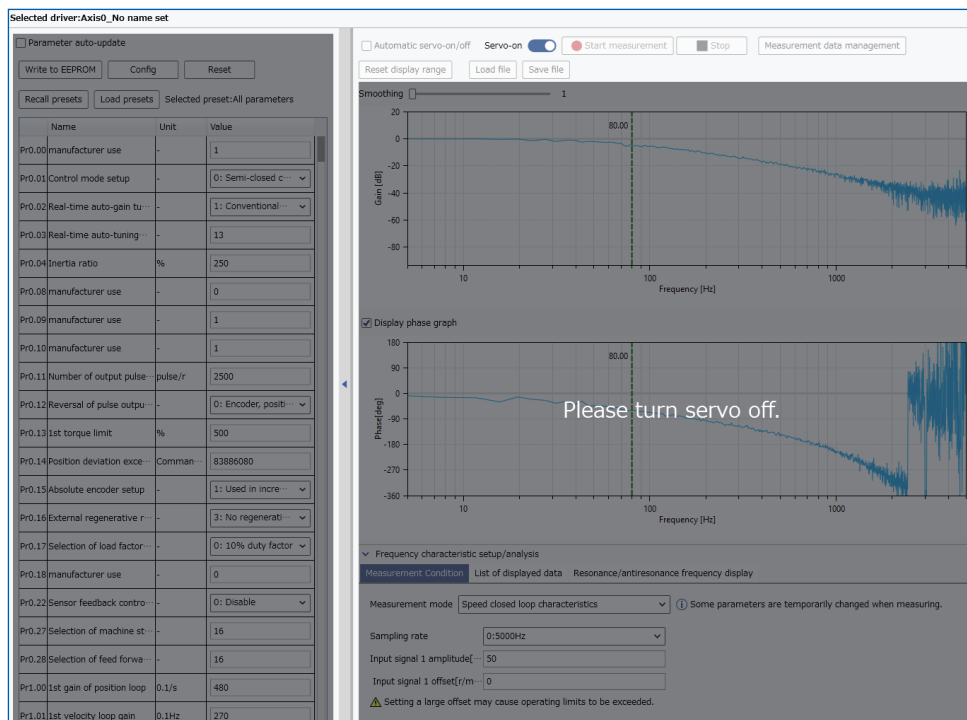 Selected driver:Axis0_No name set
Parameter auto-update
Write to EEPROM Config Reset
Recall presets Load presets Selected preset:All parameters
Name Unit Value
Pr0.00 manufacturer use - 1
Pr0.01 Control mode setup - 0: Semi-closed c…
Pr0.02 Real-time auto-gain tu… - 1: Conventional…
Pr0.03 Real-time auto-tuning… - 13
Pr0.04 Inertia ratio % 250
Pr0.08 manufacturer use - 0
Pr0.09 manufacturer use - 1
Pr0.10 manufacturer use - 1
Pr0.11 Number of output pulse… pulse/r 2500
Pr0.12 Reversal of pulse outpu… - 0: Encoder, positi…
Pr0.13 1st torque limit % 500
Pr0.14 Position deviation exce… Comman… 83886080
Pr0.15 Absolute encoder setup - 1: Used in incre…
Pr0.16 External regenerative r… - 3: No regenerati…
Pr0.17 Selection of load factor… - 0: 10% duty factor
Pr0.18 manufacturer use - 0
Pr0.22 Sensor feedback contro… - 0: Disable
Pr0.27 Selection of machine st… - 16
Pr0.28 Selection of feed forwa… - 16
Pr1.00 1st gain of position loop 0.1/s 480
Pr1.01 1st velocity loop gain 0.1Hz 270
Automatic servo-on/off Servo-on Start measurement Stop Measurement data management
Reset display range Load file Save file
Smoothing 1
20
0
-20
-40
-60
-80
Gain [dB]
80.00
10 100 1000
Frequency [Hz]
Display phase graph
180
90
0
-90
-180
-270
-360
Phase[deg]
80.00
Please turn servo off.
10 100 1000
Frequency [Hz]
Frequency characteristic setup/analysis
Measurement Condition List of displayed data Resonance/antiresonance frequency display
Measurement mode Speed closed loop characteristics Some parameters are temporarily changed when measuring.
Sampling rate 0:5000Hz
Input signal 1 amplitude[… 50
Input signal 1 offset[r/m… 0
Setting a large offset may cause operating limits to be exceeded.